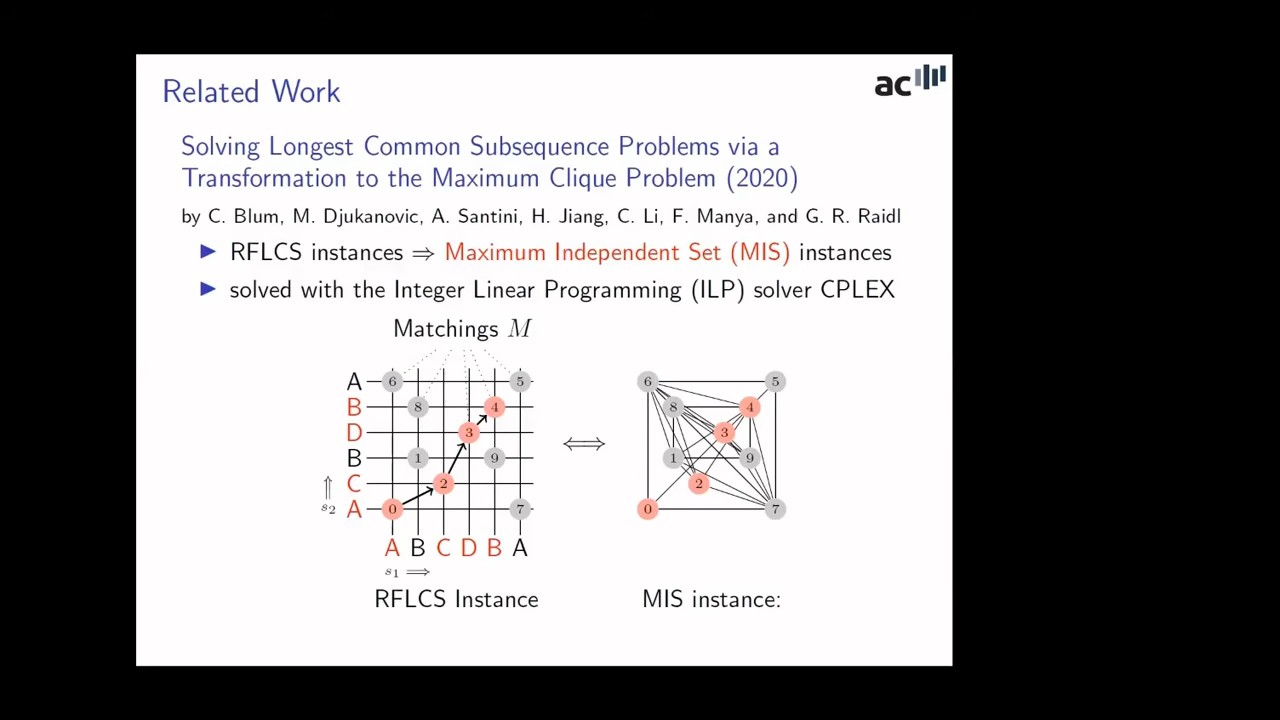 Related Work
ac
Solving Longest Common Subsequence Problems via a
Transformation to the Maximum Clique Problem (2020)
by C. Blum, M. Djukanovic, A. Santini, H. Jiang, C. Li, F. Manya, and G. R. Raidl
▶ RFLCS instances ⇒ Maximum Independent Set (MIS) instances
▶ solved with the Integer Linear Programming (ILP) solver CPLEX
Matchings M
A 6 5
B 8 4
D 3
B 1 9
C 2
A 0 7
⇑ s2
A B C D B A
s1 ⟹
RFLCS Instance
⟺
6 5
8 4
3
1 9
2
0 7
MIS instance: